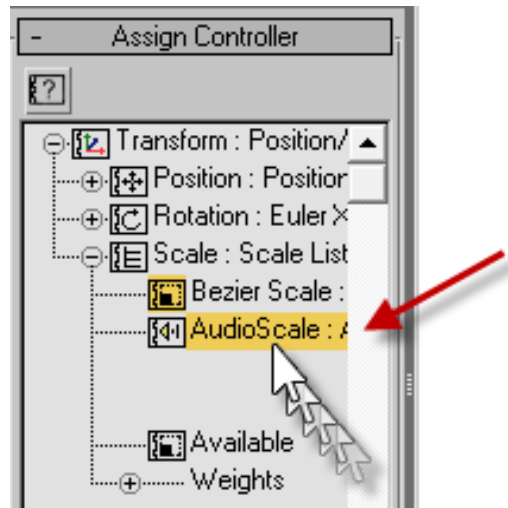 - Assign Controller
?
Transform : Position/
Position : Position
Rotation : Euler X
Scale : Scale List
Bezier Scale :
AudioScale : A
Available
Weights